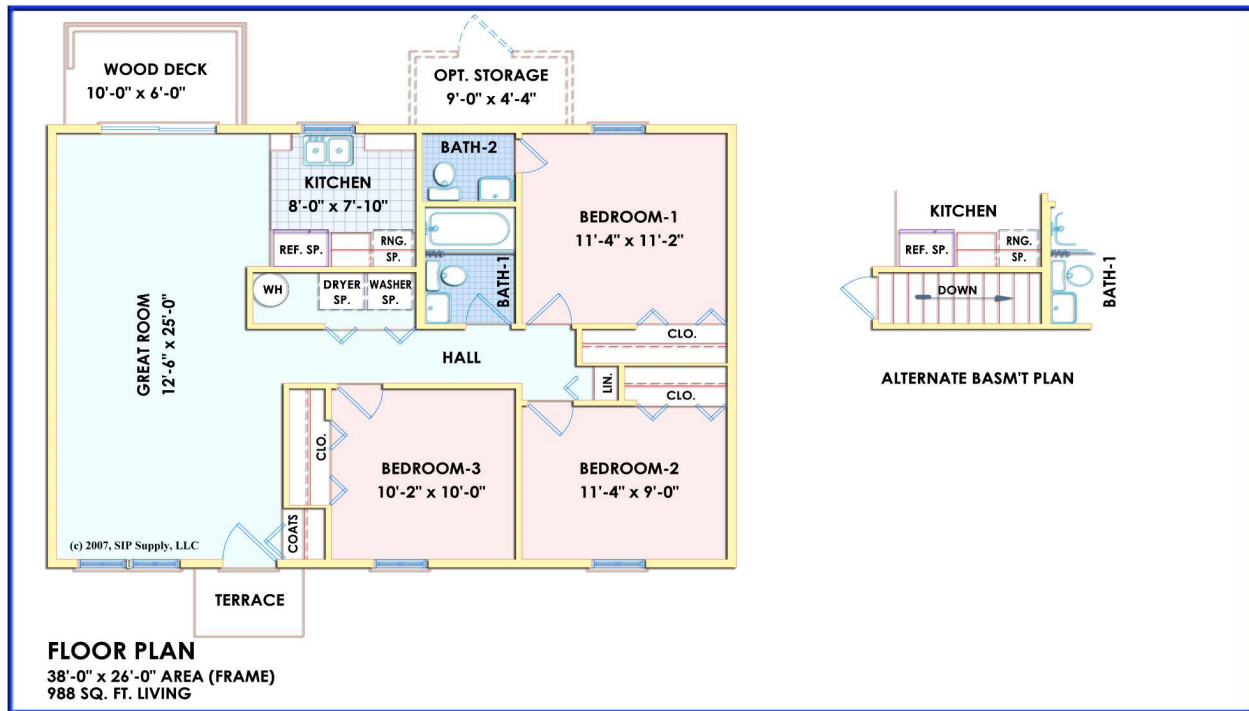 WOOD DECK
10'-0" x 6'-0"
OPT. STORAGE
9'-0" x 4'-4"
KITCHEN
8'-0" x 7'-10"
REF. SP.
RNG.
SP.
BATH-2
BATH-1
BEDROOM-1
11'-4" x 11'-2"
CLO.
WH
DRYER
SP.
WASHER
SP.
GREAT ROOM
12'-6" x 25'-0"
HALL
LIN.
CLO.
CLO.
BEDROOM-3
10'-2" x 10'-0"
BEDROOM-2
11'-4" x 9'-0"
COATS
(c) 2007, SIP Supply, LLC
TERRACE
KITCHEN
REF. SP.
RNG.
SP.
BATH-1
DOWN
ALTERNATE BASM'T PLAN
FLOOR PLAN
38'-0" x 26'-0" AREA (FRAME)
988 SQ. FT. LIVING